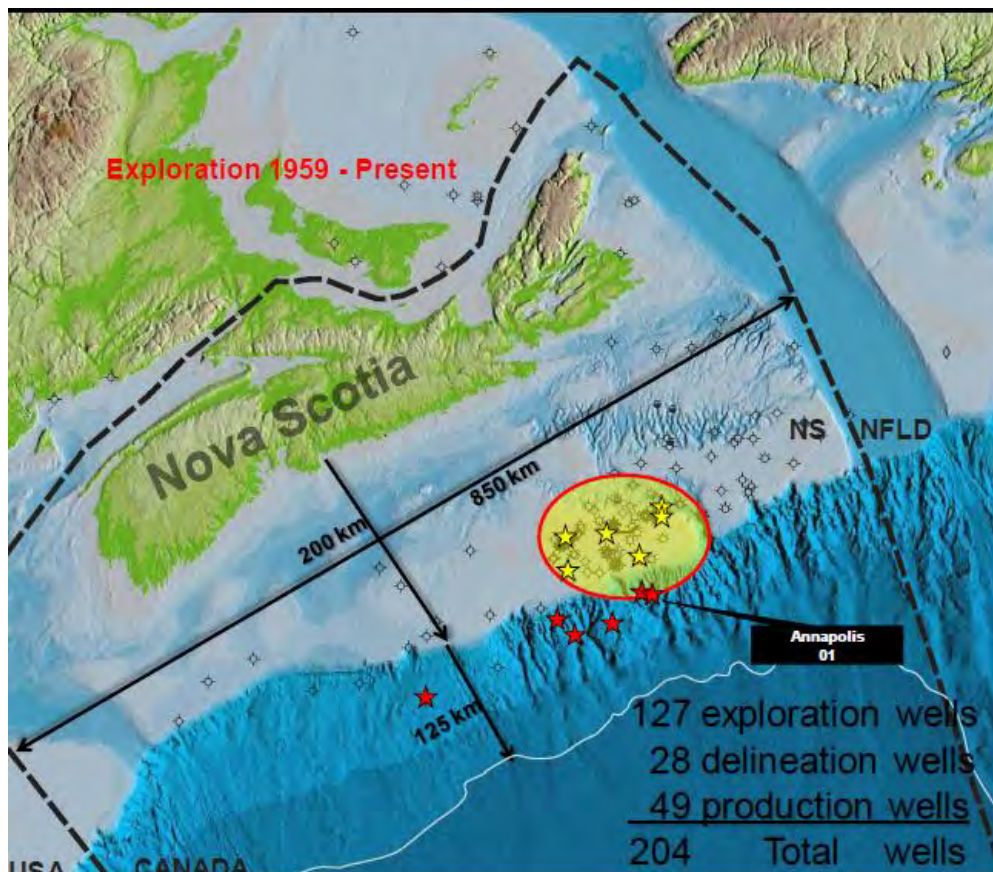 Exploration 1959 - Present
Nova Scotia
NS
NFLD
850 km
200 km
Annapolis
01
125 km
127 exploration wells
28 delineation wells
49 production wells
204 Total wells
USA
CANADA